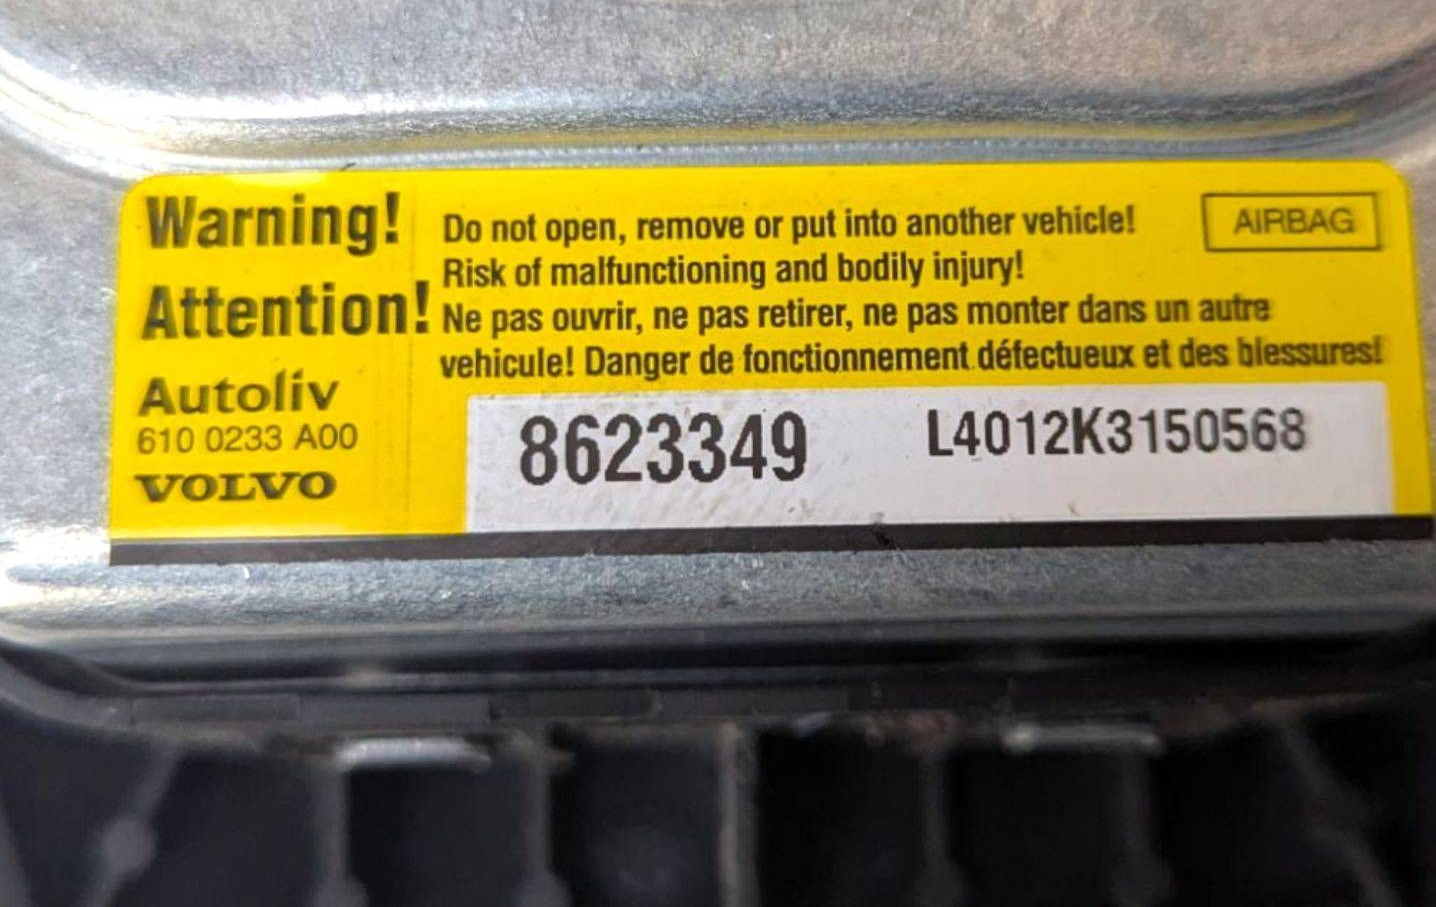 Warning!
Do not open, remove or put into another vehicle!
AIRBAG
Risk of malfunctioning and bodily injury!
Attention!
Ne pas ouvrir, ne pas retirer, ne pas monter dans un autre
vehicule! Danger de fonctionnement défectueux et des blessures!
Autoliv
610 0233 A00
VOLVO
8623349
L4012K3150568